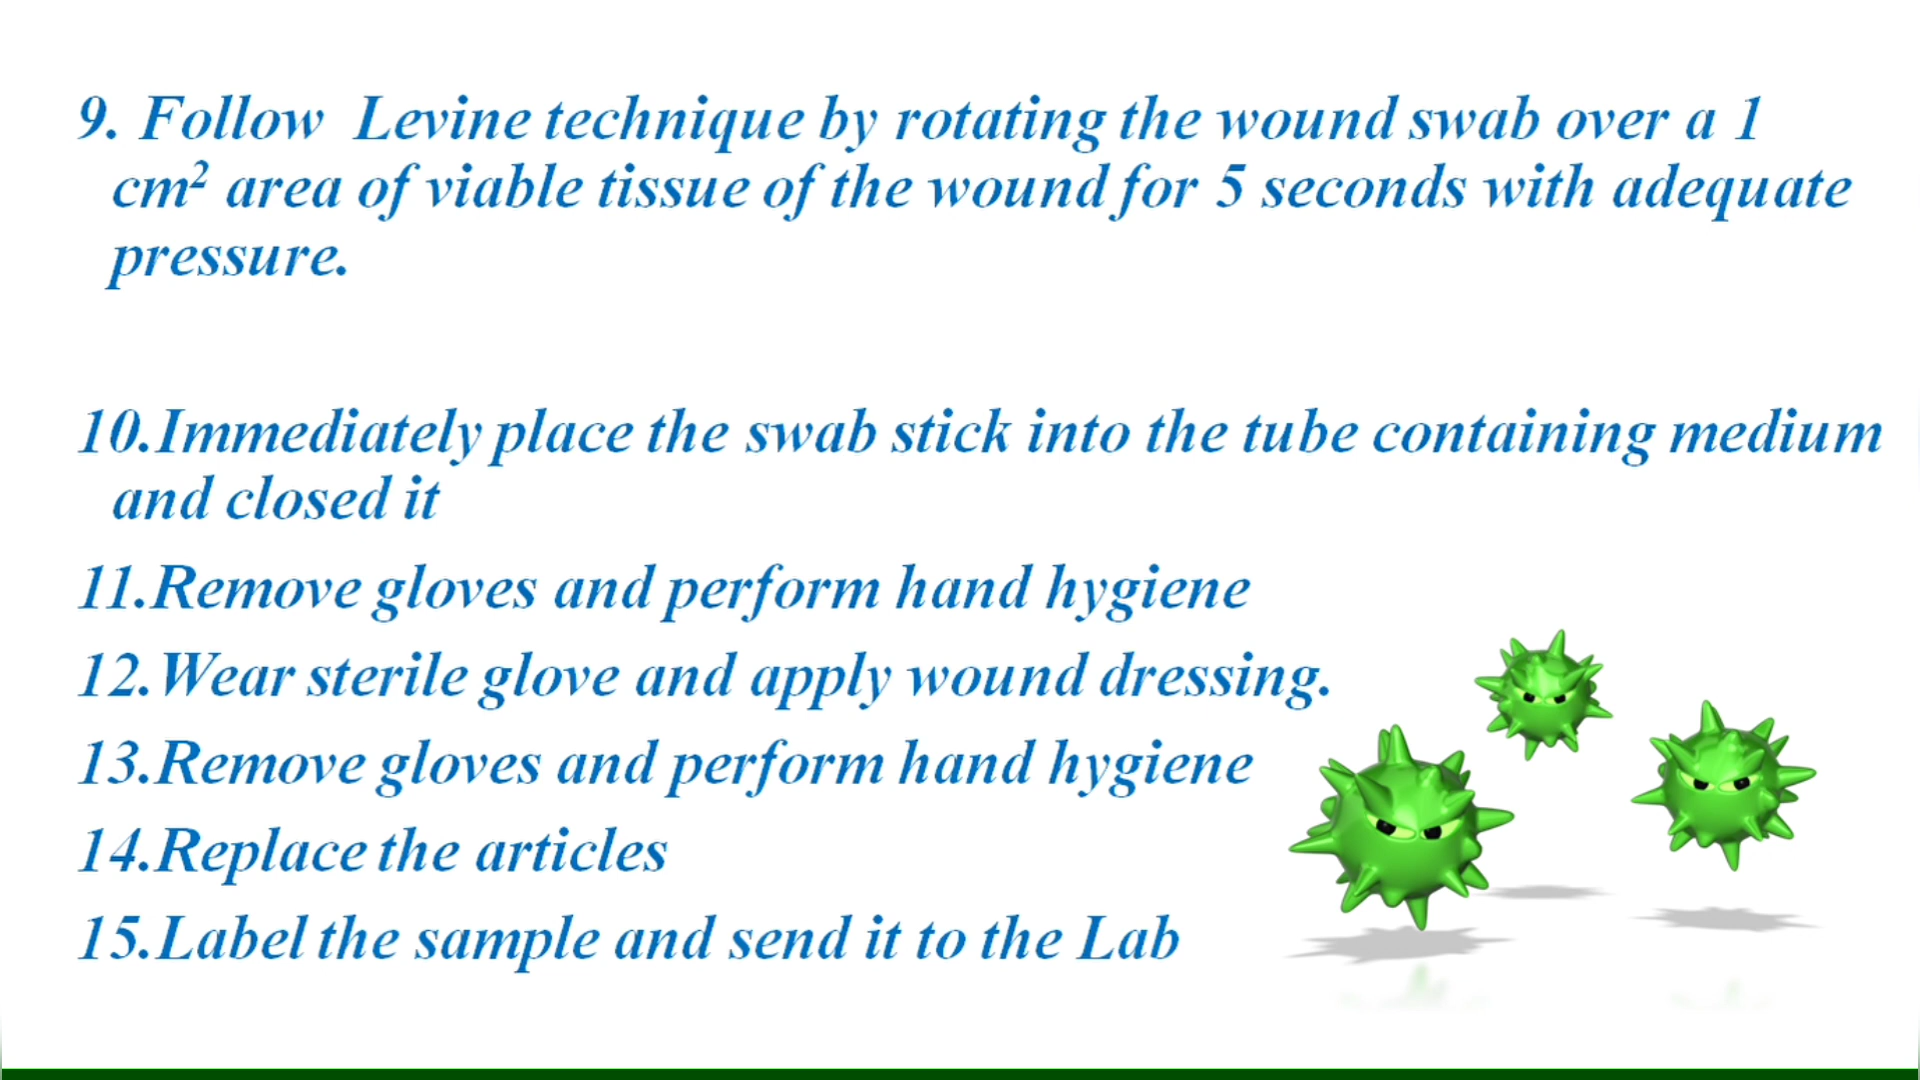 9. Follow Levine technique by rotating the wound swab over a 1
cm² area of viable tissue of the wound for 5 seconds with adequate
pressure.
10.Immediately place the swab stick into the tube containing medium
and closed it
11.Remove gloves and perform hand hygiene
12.Wear sterile glove and apply wound dressing.
13.Remove gloves and perform hand hygiene
14.Replace the articles
15.Label the sample and send it to the Lab